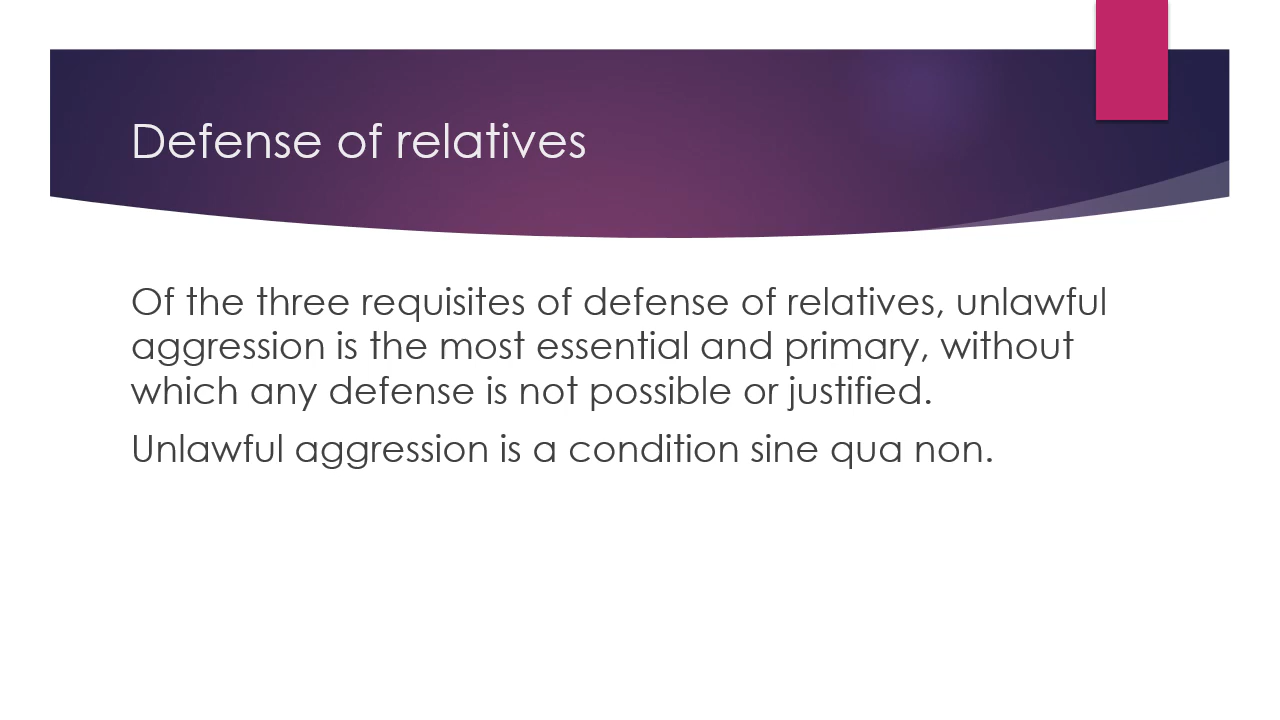 Defense of relatives
Of the three requisites of defense of relatives, unlawful
aggression is the most essential and primary, without
which any defense is not possible or justified.
Unlawful aggression is a condition sine qua non.